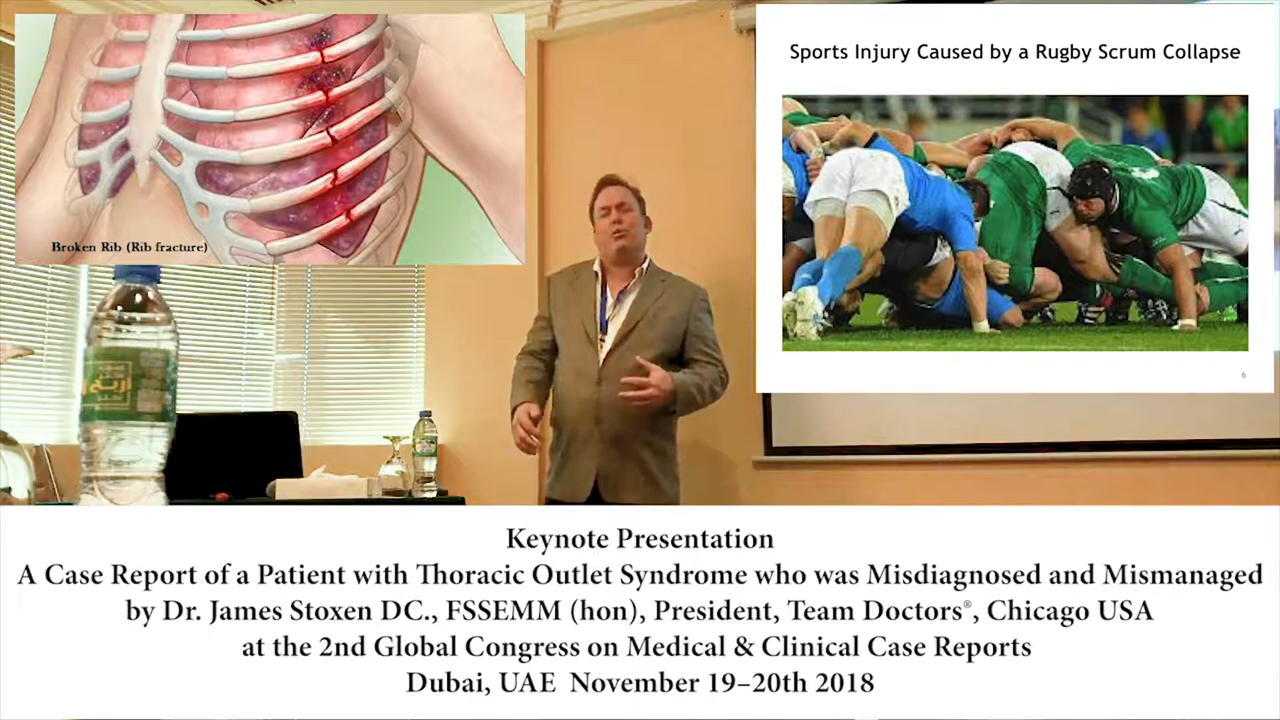 Sports Injury Caused by a Rugby Scrum Collapse
Broken Rib (Rib fracture)
6
Keynote Presentation
A Case Report of a Patient with Thoracic Outlet Syndrome who was Misdiagnosed and Mismanaged
by Dr. James Stoxen DC., FSSEMM (hon), President, Team Doctors®, Chicago USA
at the 2nd Global Congress on Medical & Clinical Case Reports
Dubai, UAE November 19–20th 2018